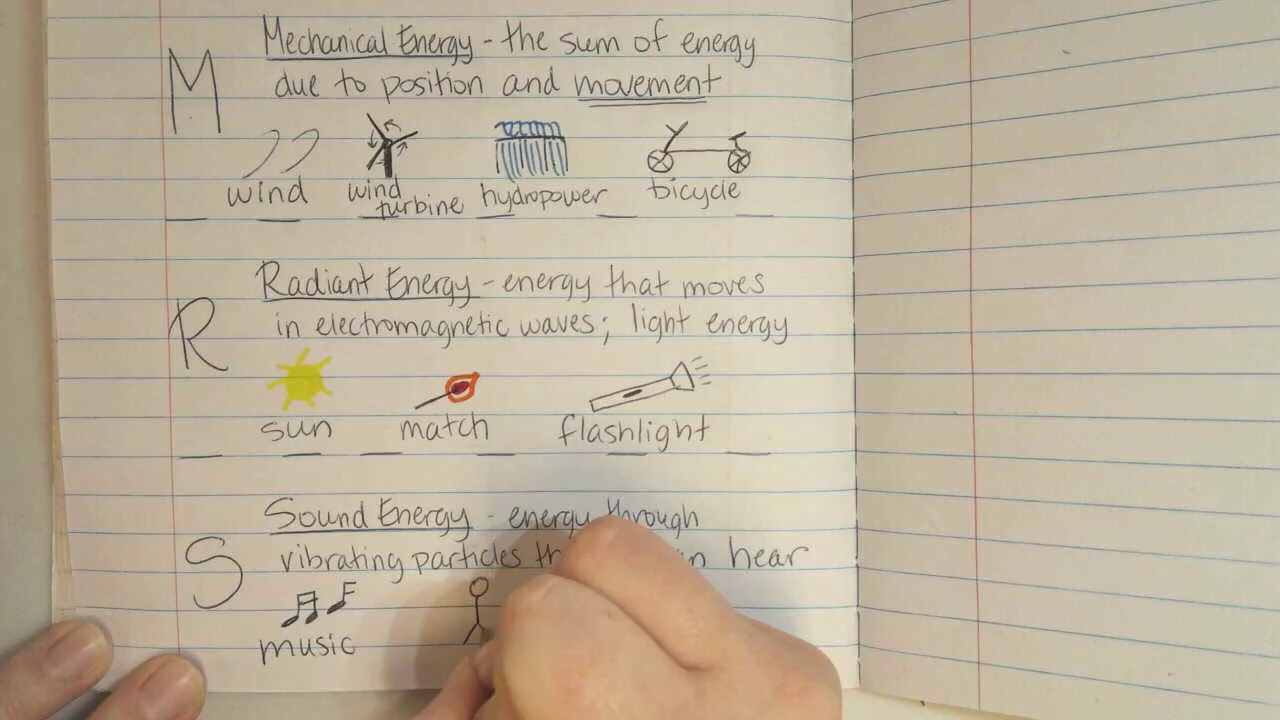 M
Mechanical Energy - the sum of energy
due to position and movement
wind wind turbine hydropower bicycle
R
Radiant Energy - energy that moves
in electromagnetic waves; light energy
sun match flashlight
S
Sound Energy - energy through
vibrating particles hear
music